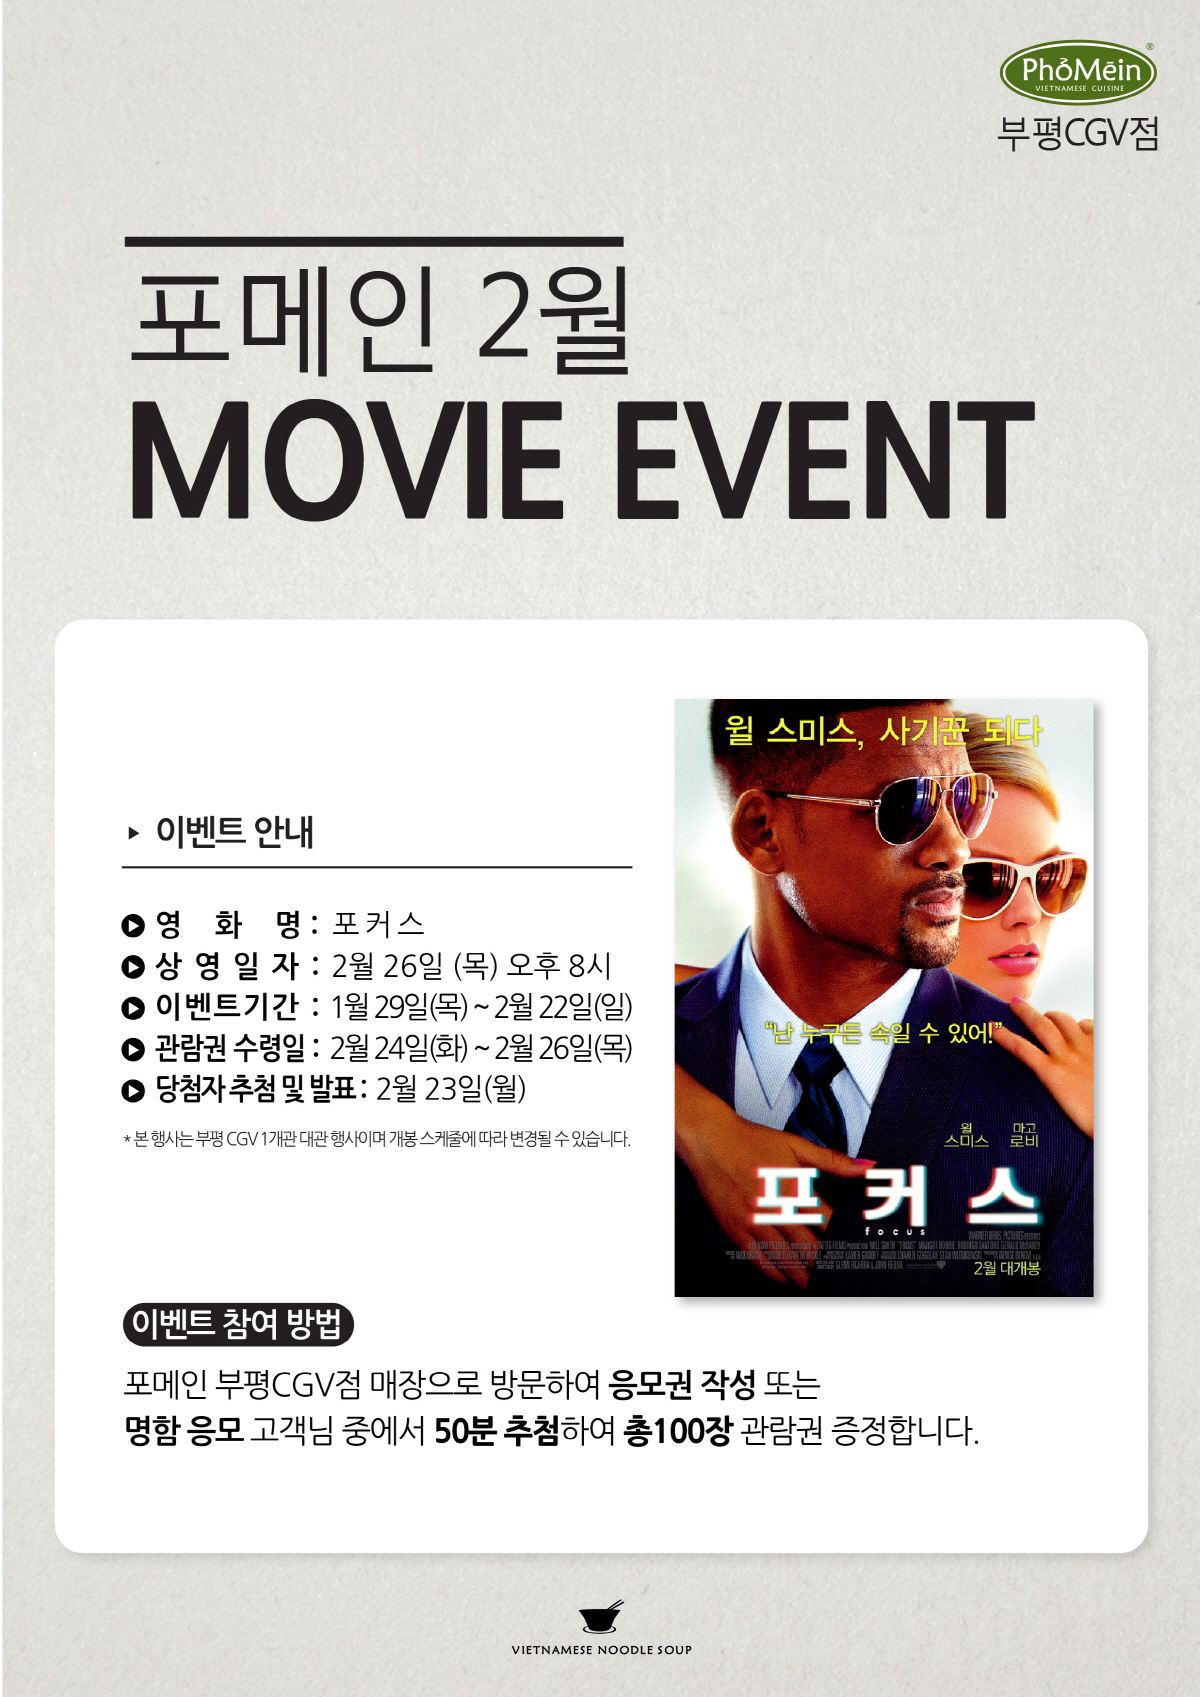 PhỏMēin®
VIETNAMESE CUISINE
부평CGV점
포메인 2월
MOVIE EVENT
윌 스미스, 사기꾼 되다
"난 누구든 속일 수 있어!"
윌 스미스 마고 로비
포커스
focus
2월 대개봉
이벤트 안내
영 화 명 : 포커스
상 영 일 자 : 2월 26일 (목) 오후 8시
이벤트기간 : 1월 29일(목) ~ 2월 22일(일)
관람권 수령일 : 2월 24일(화) ~ 2월 26일(목)
당첨자 추첨 및 발표 : 2월 23일(월)
* 본 행사는 부평 CGV 1개관 대관 행사이며 개봉 스케줄에 따라 변경될 수 있습니다.
이벤트 참여 방법
포메인 부평CGV점 매장으로 방문하여 응모권 작성 또는
명함 응모 고객님 중에서 50분 추첨하여 총100장 관람권 증정합니다.
VIETNAMESE NOODLE SOUP